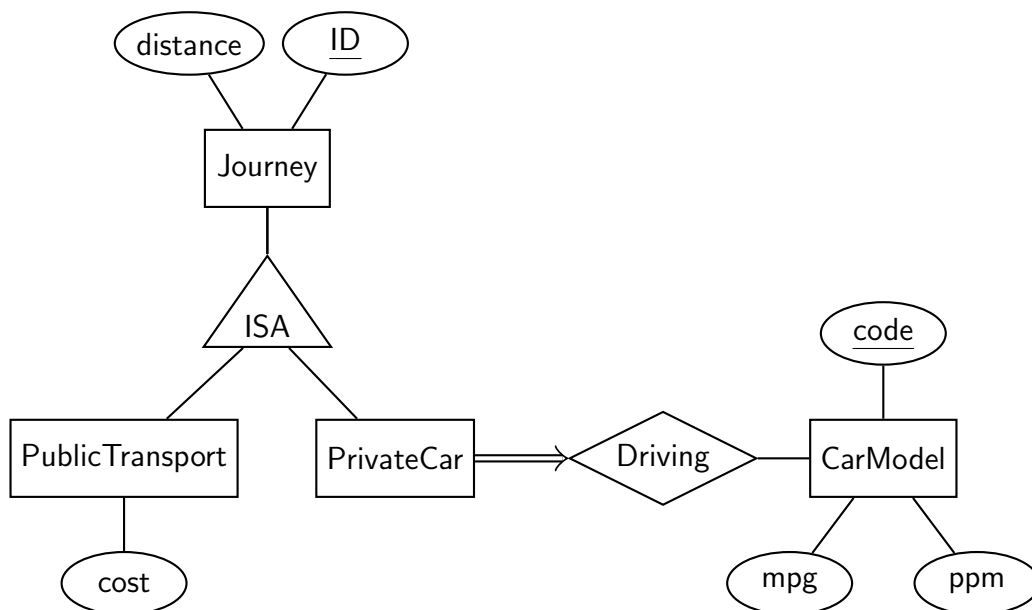 distance
ID
Journey
ISA
code
PublicTransport
PrivateCar
Driving
CarModel
cost
mpg
ppm